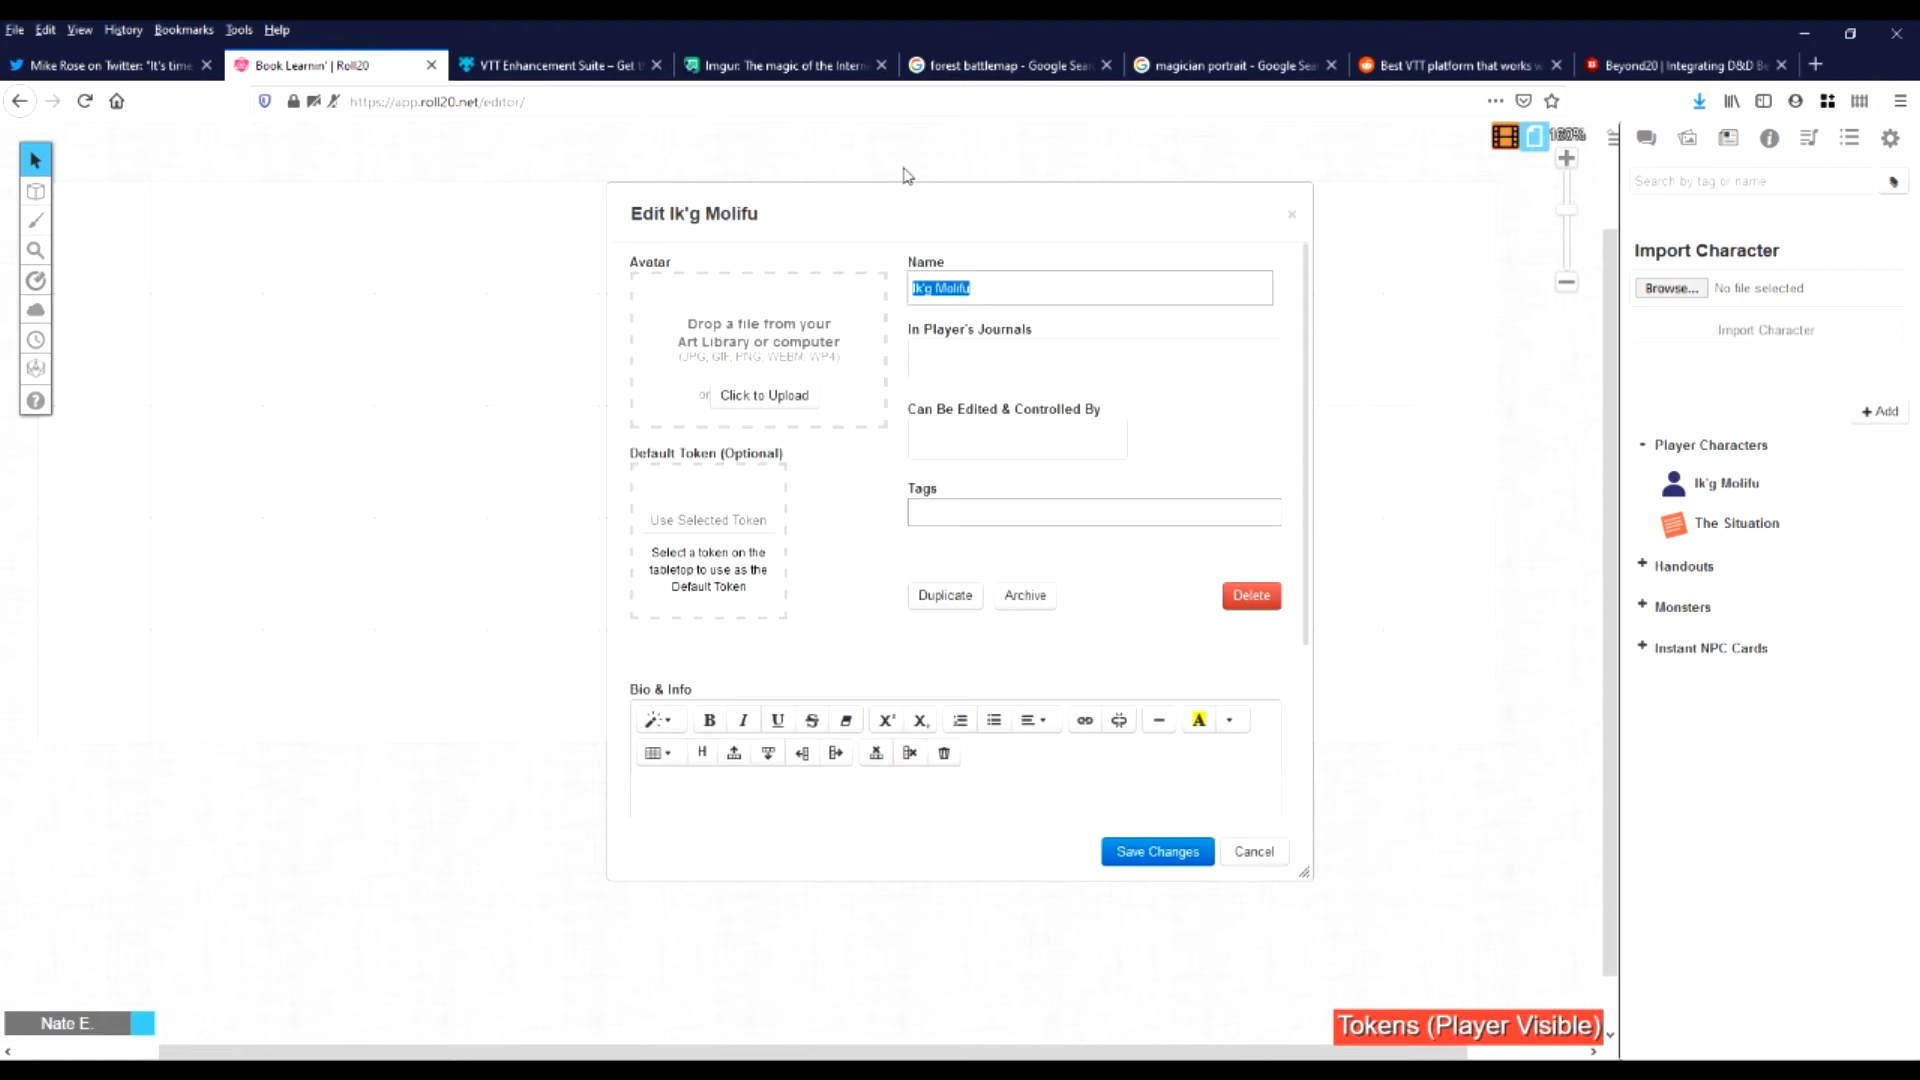 File Edit View History Bookmarks Tools Help
Mike Rose on Twitter: "It's time
Book Learnin' | Roll20
VTT Enhancement Suite – Get t
Imgur: The magic of the Intern
forest battlemap - Google Sear
magician portrait - Google Sea
Best VTT platform that works w
Beyond20 | Integrating D&D Be
https://app.roll20.net/editor/
Search by tag or name
Edit Ik'g Molifu
Import Character
Avatar
Name
Ik'g Molifu
Browse... No file selected
Drop a file from your
Art Library or computer
(JPG, GIF, PNG, WEBM, WP4)
or Click to Upload
In Player's Journals
Import Character
Can Be Edited & Controlled By
+ Add
Default Token (Optional)
Player Characters
Ik'g Molifu
The Situation
Tags
Use Selected Token
Select a token on the
tabletop to use as the
Default Token
Handouts
Duplicate
Archive
Delete
Monsters
Instant NPC Cards
Bio & Info
B I U S X' X, A
H
Save Changes
Cancel
Nate E.
Tokens (Player Visible)